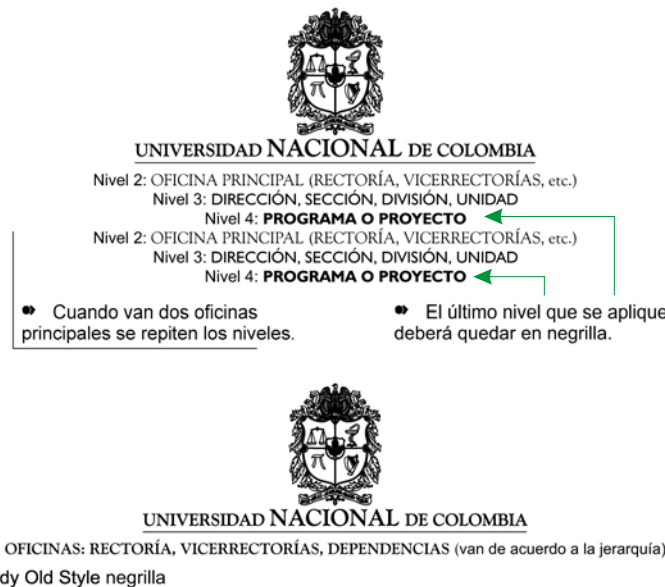 UNIVERSIDAD NACIONAL DE COLOMBIA
Nivel 2: OFICINA PRINCIPAL (RECTORÍA, VICERRECTORÍAS, etc.)
Nivel 3: DIRECCIÓN, SECCIÓN, DIVISIÓN, UNIDAD
Nivel 4: PROGRAMA O PROYECTO
Nivel 2: OFICINA PRINCIPAL (RECTORÍA, VICERRECTORÍAS, etc.)
Nivel 3: DIRECCIÓN, SECCIÓN, DIVISIÓN, UNIDAD
Nivel 4: PROGRAMA O PROYECTO
Cuando van dos oficinas
principales se repiten los niveles.
El último nivel que se aplique
deberá quedar en negrilla.
UNIVERSIDAD NACIONAL DE COLOMBIA
OFICINAS: RECTORÍA, VICERRECTORÍAS, DEPENDENCIAS (van de acuerdo a la jerarquía)
dy Old Style negrilla